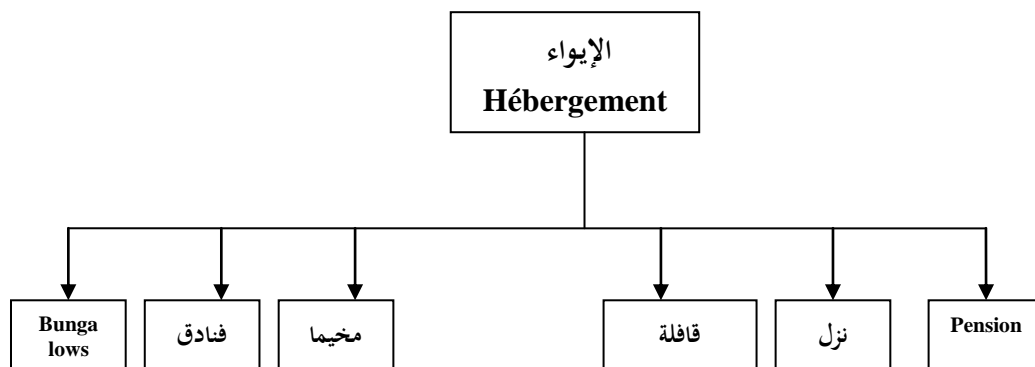 الإيواء
Hébergement
Bunga
lows
فنادق
مخيما
قافلة
نزل
Pension